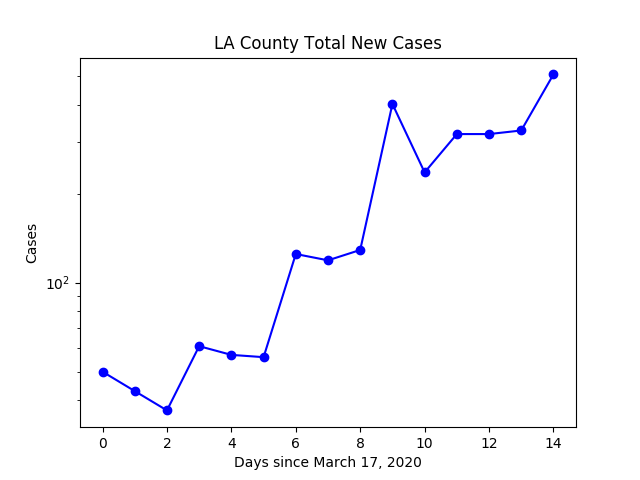 LA County Total New Cases
Cases
10²
0 2 4 6 8 10 12 14
Days since March 17, 2020